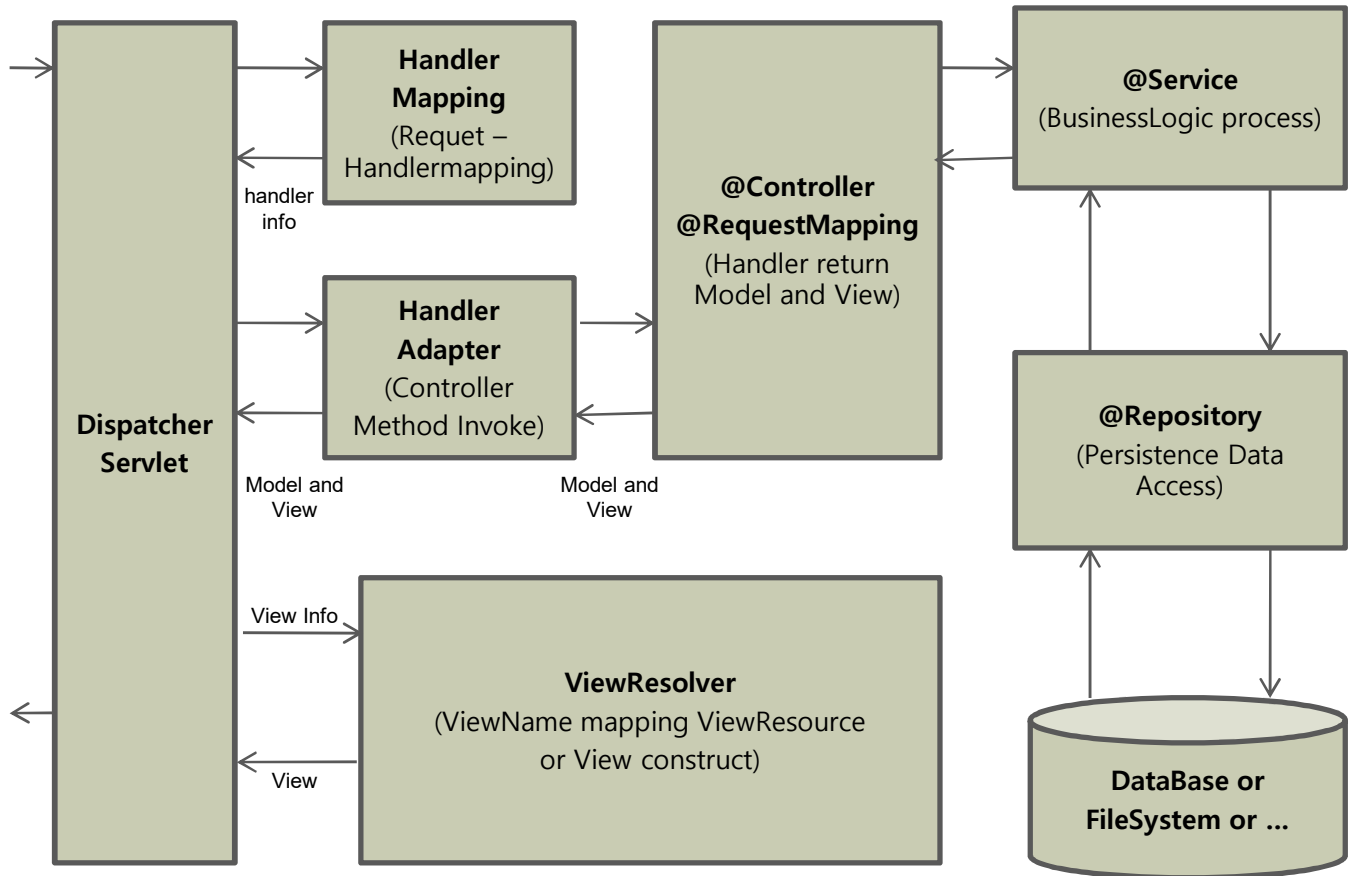 Handler
Mapping
(Requet –
Handlermapping)
handler
info
Handler
Adapter
(Controller
Method Invoke)
Model and
View
Model and
View
@Controller
@RequestMapping
(Handler return
Model and View)
@Service
(BusinessLogic process)
@Repository
(Persistence Data
Access)
Dispatcher
Servlet
View Info
ViewResolver
(ViewName mapping ViewResource
or View construct)
View
DataBase or
FileSystem or ...